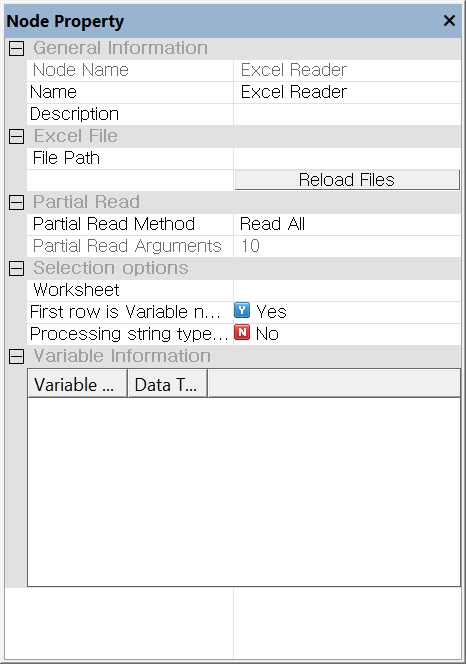 Node Property
General Information
Node Name Excel Reader
Name Excel Reader
Description
Excel File
File Path
Reload Files
Partial Read
Partial Read Method Read All
Partial Read Arguments 10
Selection options
Worksheet
First row is Variable n... Y Yes
Processing string type... N No
Variable Information
Variable ... Data T...